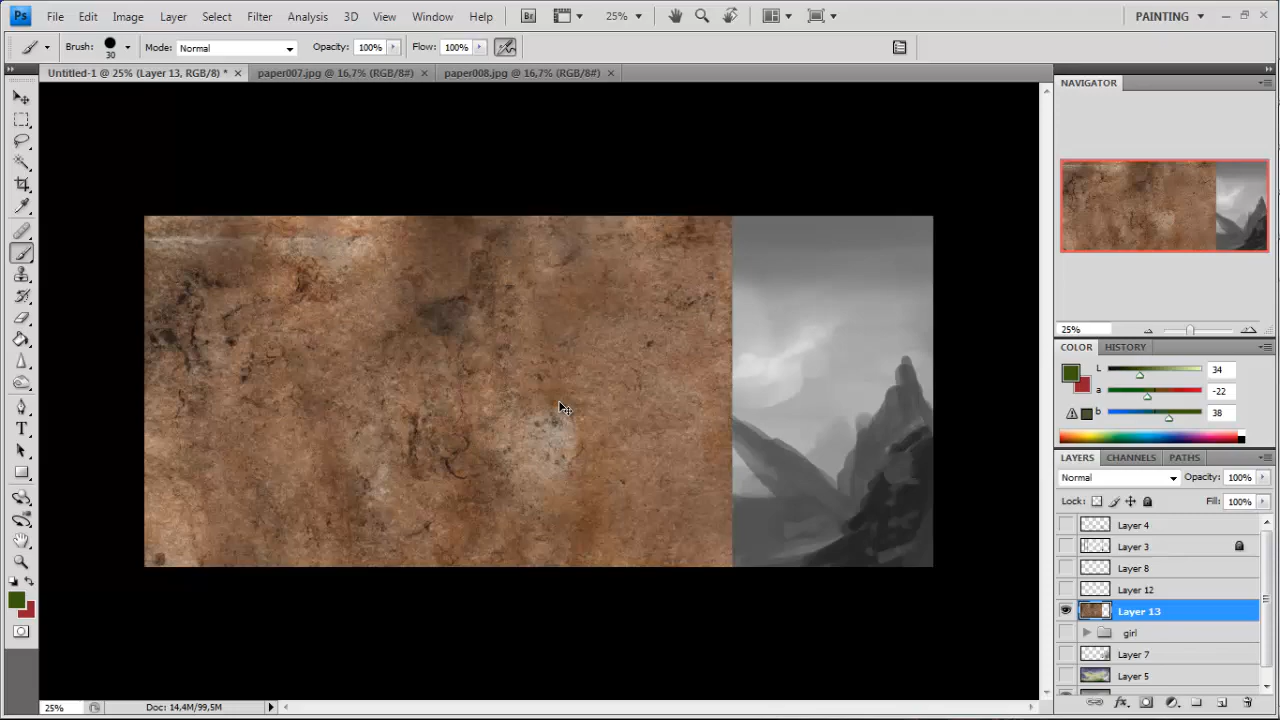 Ps File Edit Image Layer Select Filter Analysis 3D View Window Help Br 25% PAINTING
Brush: 30 Mode: Normal Opacity: 100% Flow: 100%
Untitled-1 @ 25% (Layer 13, RGB/8) * paper007.jpg @ 16,7% (RGB/8#) paper008.jpg @ 16,7% (RGB/8#)
NAVIGATOR
25%
COLOR HISTORY
L 34
a -22
b 38
LAYERS CHANNELS PATHS
Normal Opacity: 100%
Lock: Fill: 100%
Layer 4
Layer 3
Layer 8
Layer 12
Layer 13
girl
Layer 7
Layer 5
T
25% Doc: 14,4M/99,5M
fx